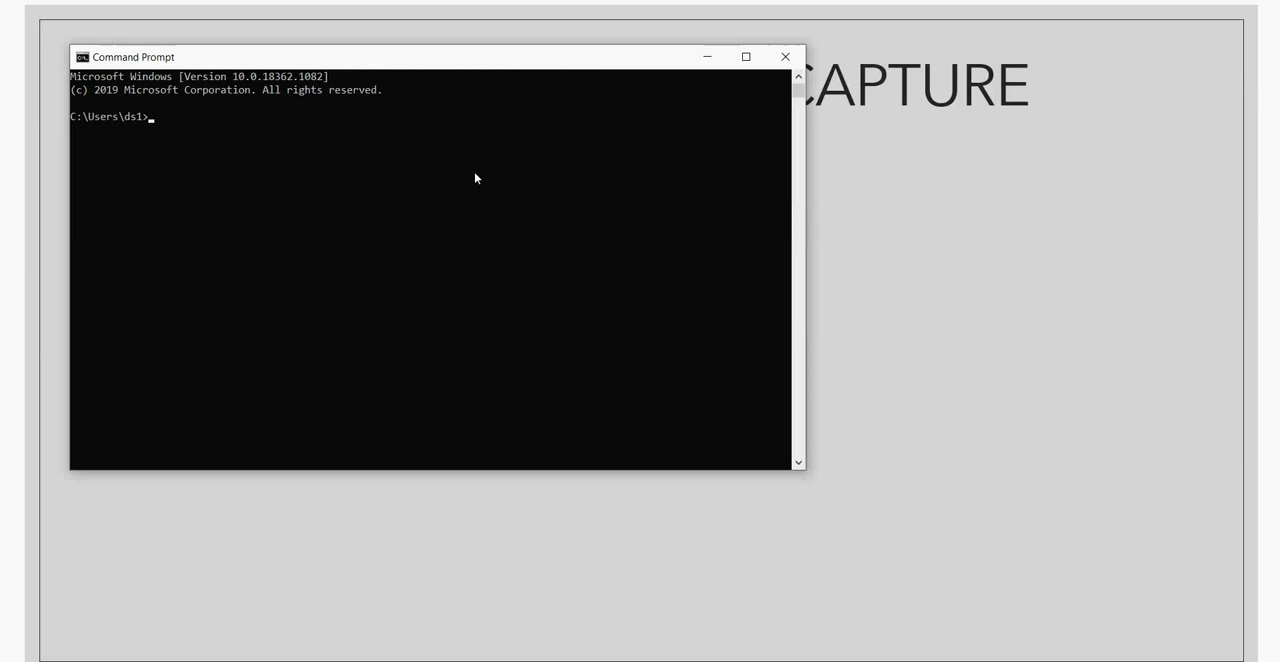 Command Prompt
CAPTURE
Microsoft Windows [Version 10.0.18362.1082]
(c) 2019 Microsoft Corporation. All rights reserved.
C:\Users\ds1>